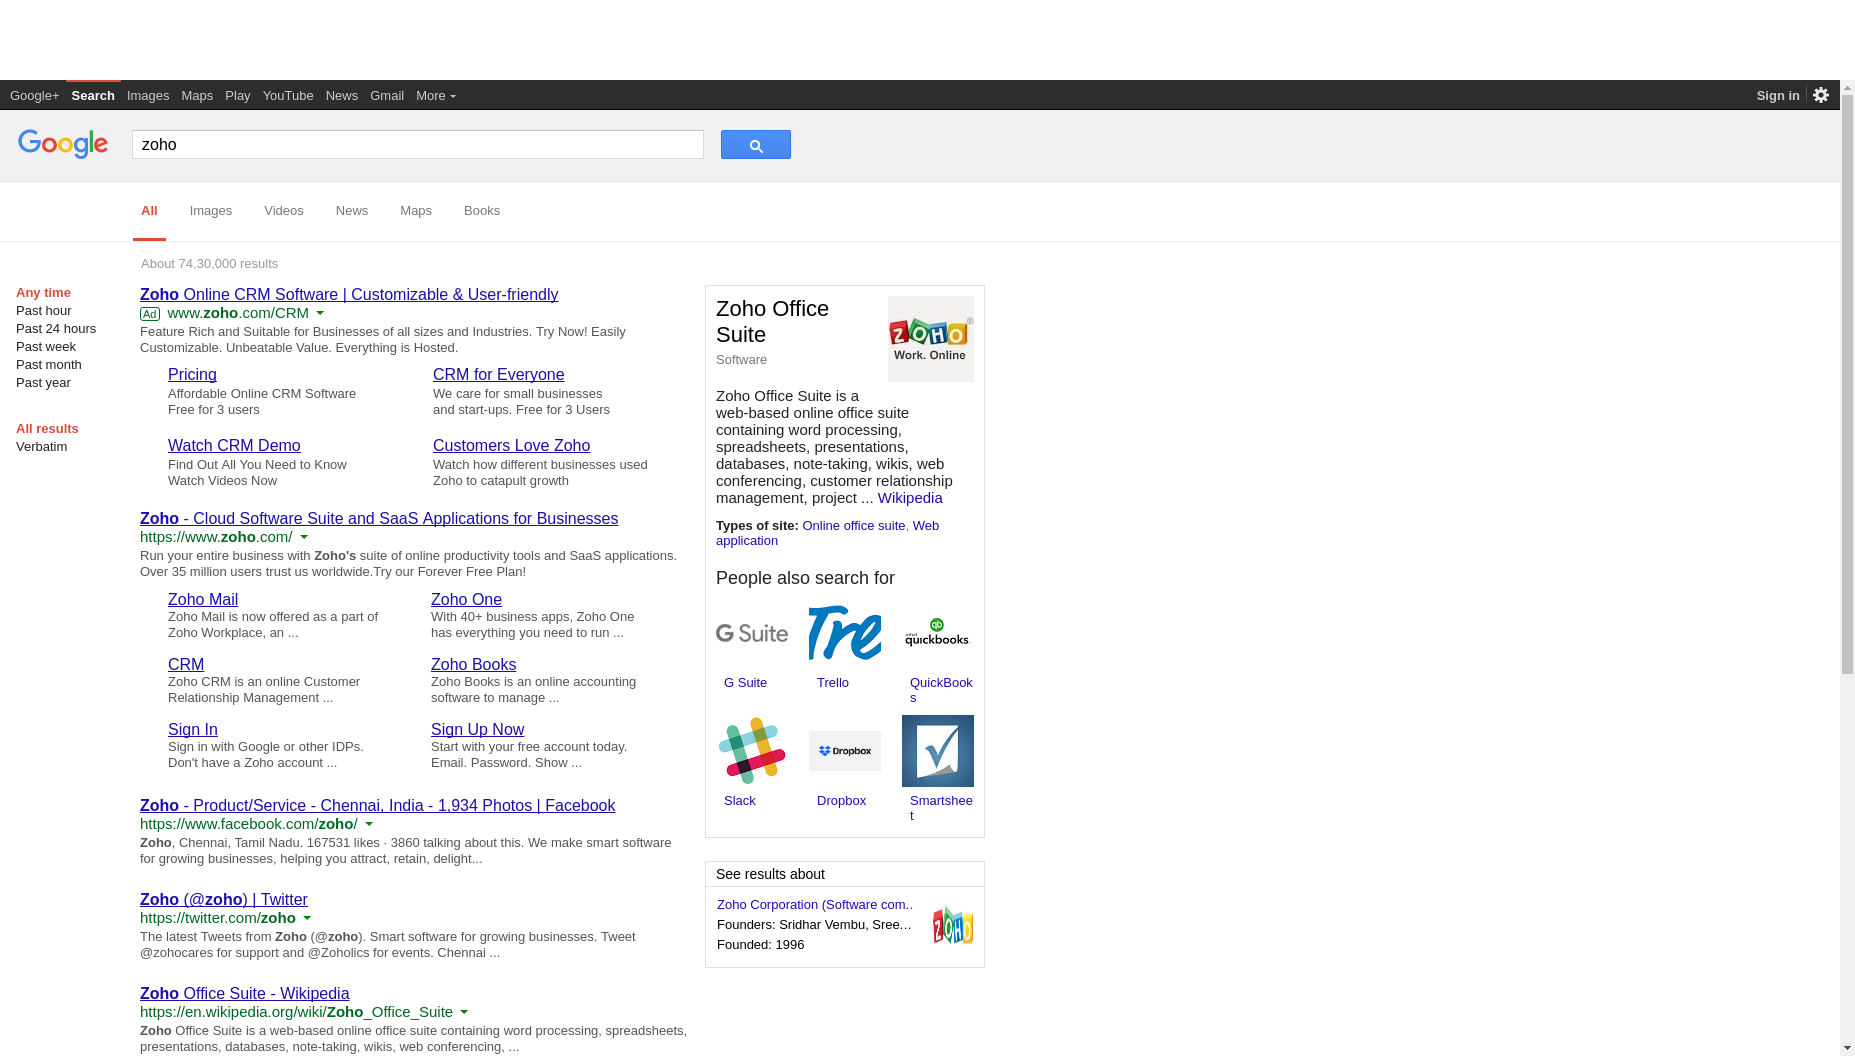 Google+ Search Images Maps Play YouTube News Gmail More Sign in
Google zoho
All Images Videos News Maps Books
About 74,30,000 results
Any time
Past hour
Past 24 hours
Past week
Past month
Past year
All results
Verbatim
Zoho Online CRM Software | Customizable & User-friendly
Ad www.zoho.com/CRM
Feature Rich and Suitable for Businesses of all sizes and Industries. Try Now! Easily
Customizable. Unbeatable Value. Everything is Hosted.
Pricing
Affordable Online CRM Software
Free for 3 users
CRM for Everyone
We care for small businesses
and start-ups. Free for 3 Users
Watch CRM Demo
Find Out All You Need to Know
Watch Videos Now
Customers Love Zoho
Watch how different businesses used
Zoho to catapult growth
Zoho - Cloud Software Suite and SaaS Applications for Businesses
https://www.zoho.com/
Run your entire business with Zoho's suite of online productivity tools and SaaS applications.
Over 35 million users trust us worldwide.Try our Forever Free Plan!
Zoho Mail
Zoho Mail is now offered as a part of
Zoho Workplace, an ...
Zoho One
With 40+ business apps, Zoho One
has everything you need to run ...
CRM
Zoho CRM is an online Customer
Relationship Management ...
Zoho Books
Zoho Books is an online accounting
software to manage ...
Sign In
Sign in with Google or other IDPs.
Don't have a Zoho account ...
Sign Up Now
Start with your free account today.
Email. Password. Show ...
Zoho - Product/Service - Chennai, India - 1,934 Photos | Facebook
https://www.facebook.com/zoho/
Zoho, Chennai, Tamil Nadu. 167531 likes · 3860 talking about this. We make smart software
for growing businesses, helping you attract, retain, delight...
Zoho (@zoho) | Twitter
https://twitter.com/zoho
The latest Tweets from Zoho (@zoho). Smart software for growing businesses. Tweet
@zohocares for support and @Zoholics for events. Chennai ...
Zoho Office Suite - Wikipedia
https://en.wikipedia.org/wiki/Zoho_Office_Suite
Zoho Office Suite is a web-based online office suite containing word processing, spreadsheets,
presentations, databases, note-taking, wikis, web conferencing, ...
Zoho Office
Suite
Software
ZOHO ®
Work. Online
Zoho Office Suite is a
web-based online office suite
containing word processing,
spreadsheets, presentations,
databases, note-taking, wikis, web
conferencing, customer relationship
management, project ... Wikipedia
Types of site: Online office suite, Web
application
People also search for
G Suite
Tre
intuit
quickbooks.
G Suite
Trello
QuickBook
s
Dropbox
Slack
Dropbox
Smartshee
t
See results about
Zoho Corporation (Software com..
Founders: Sridhar Vembu, Sree…
Founded: 1996
ZOHO